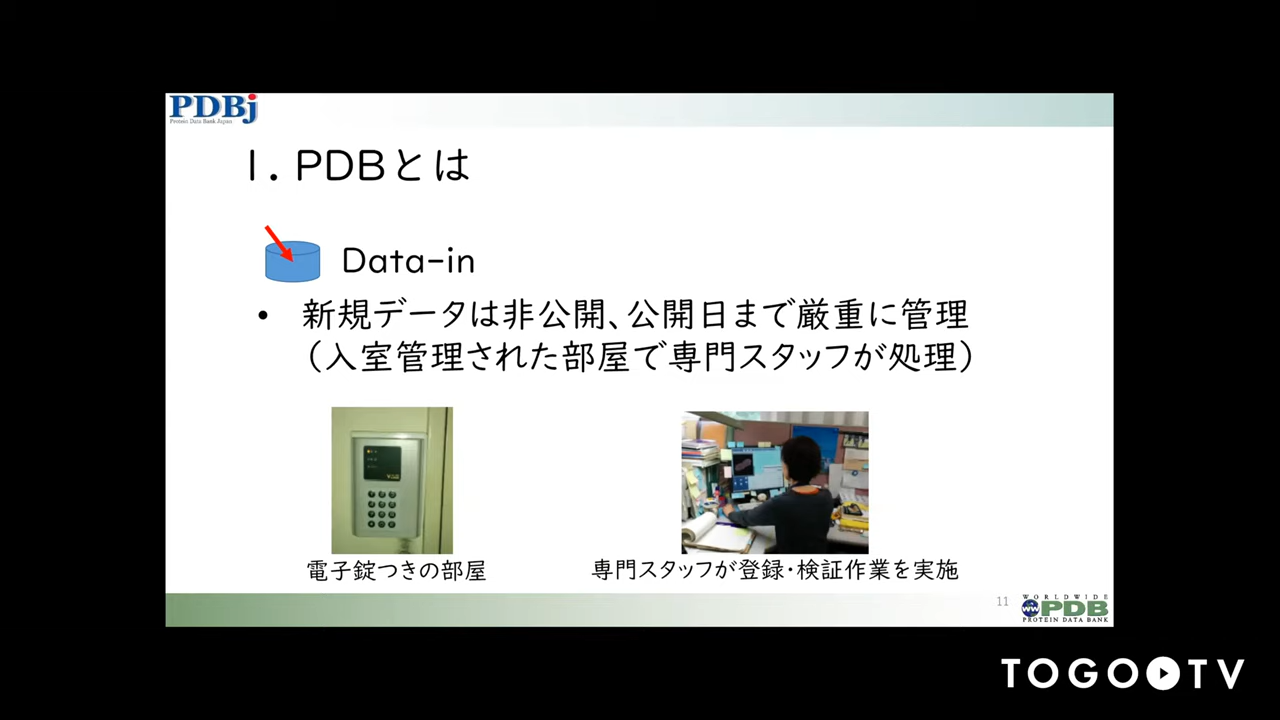 PDBj
Protein Data Bank Japan
1. PDBとは
Data-in
• 新規データは非公開、公開日まで厳重に管理
（入室管理された部屋で専門スタッフが処理）
電子錠つきの部屋
専門スタッフが登録・検証作業を実施
11
WORLDWIDE
PDB
PROTEIN DATA BANK
TOGO TV